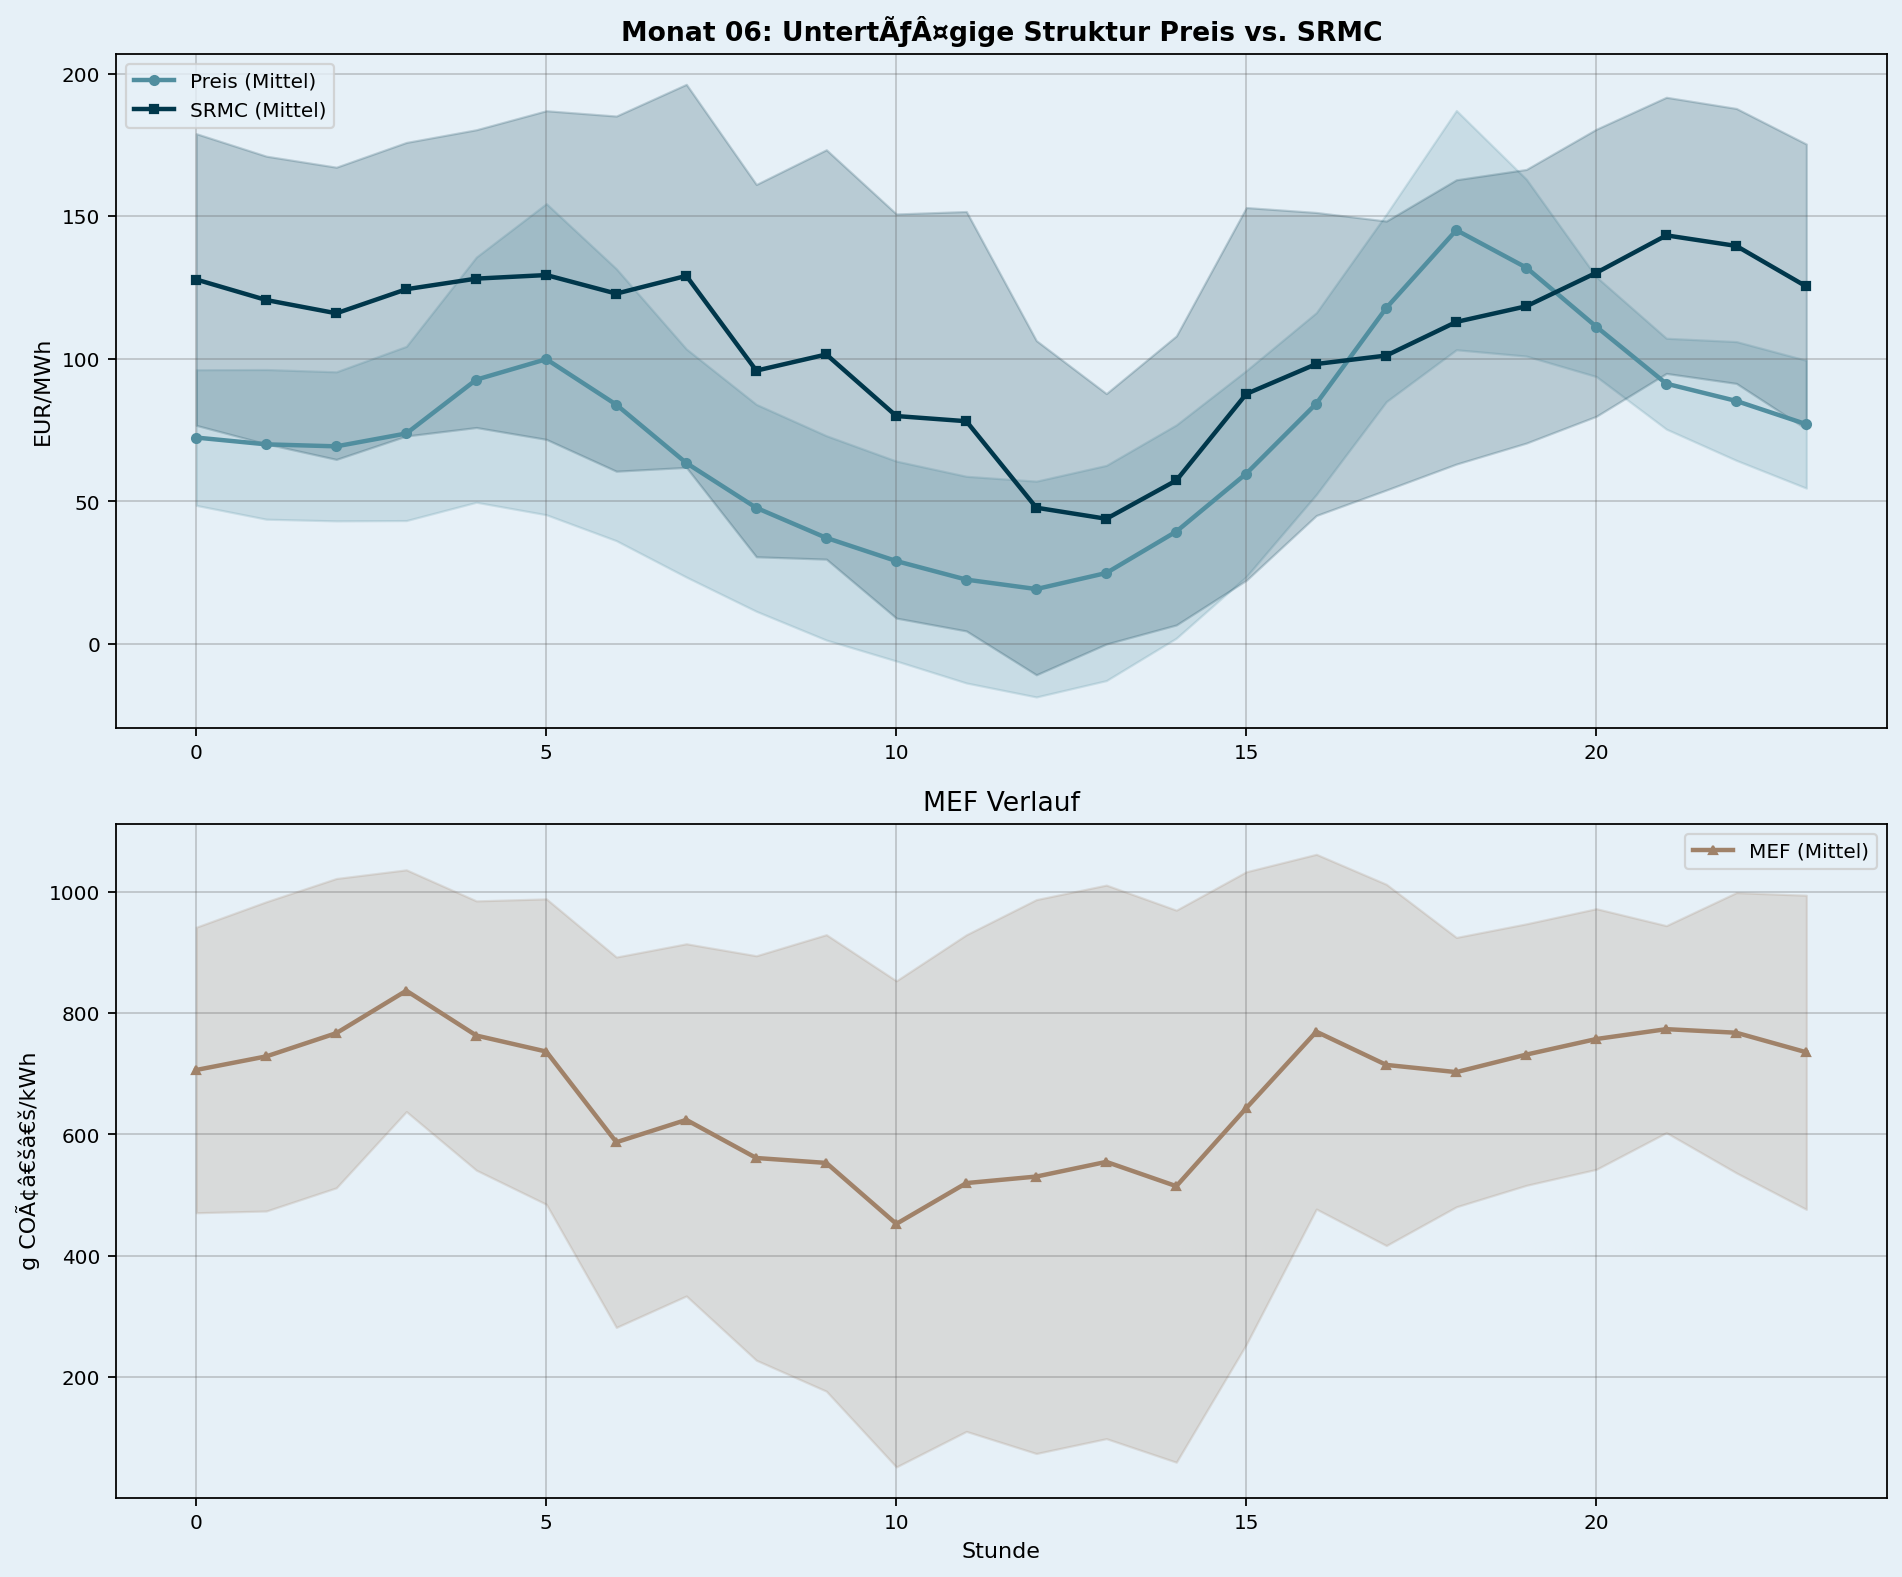 Monat 06: UntertÃƒÂ¤gige Struktur Preis vs. SRMC
Preis (Mittel)
SRMC (Mittel)
EUR/MWh
200
150
100
50
0
0 5 10 15 20
MEF Verlauf
MEF (Mittel)
g COÃ¢â€šâ€š/kWh
1000
800
600
400
200
0 5 10 15 20
Stunde